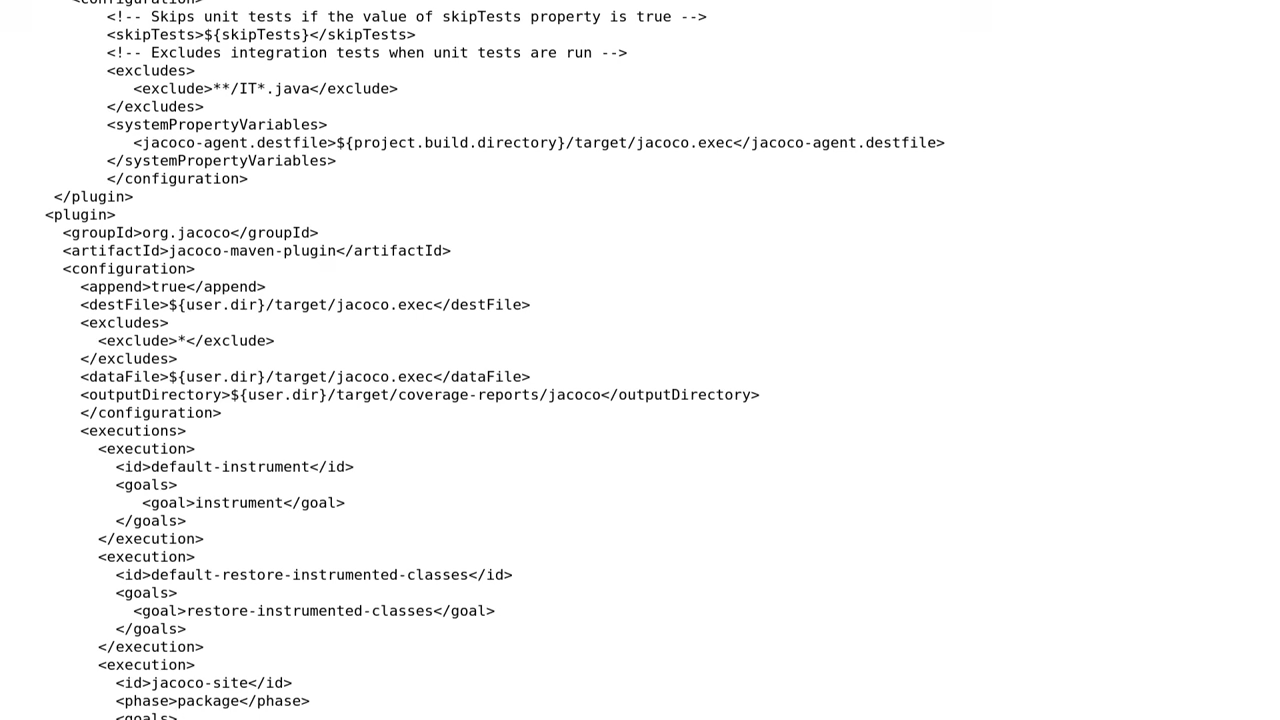 <configuration>
<!-- Skips unit tests if the value of skipTests property is true -->
<skipTests>${skipTests}</skipTests>
<!-- Excludes integration tests when unit tests are run -->
<excludes>
<exclude>**/IT*.java</exclude>
</excludes>
<systemPropertyVariables>
<jacoco-agent.destfile>${project.build.directory}/target/jacoco.exec</jacoco-agent.destfile>
</systemPropertyVariables>
</configuration>
</plugin>
<plugin>
<groupId>org.jacoco</groupId>
<artifactId>jacoco-maven-plugin</artifactId>
<configuration>
<append>true</append>
<destFile>${user.dir}/target/jacoco.exec</destFile>
<excludes>
<exclude>*</exclude>
</excludes>
<dataFile>${user.dir}/target/jacoco.exec</dataFile>
<outputDirectory>${user.dir}/target/coverage-reports/jacoco</outputDirectory>
</configuration>
<executions>
<execution>
<id>default-instrument</id>
<goals>
<goal>instrument</goal>
</goals>
</execution>
<execution>
<id>default-restore-instrumented-classes</id>
<goals>
<goal>restore-instrumented-classes</goal>
</goals>
</execution>
<execution>
<id>jacoco-site</id>
<phase>package</phase>
<goals>